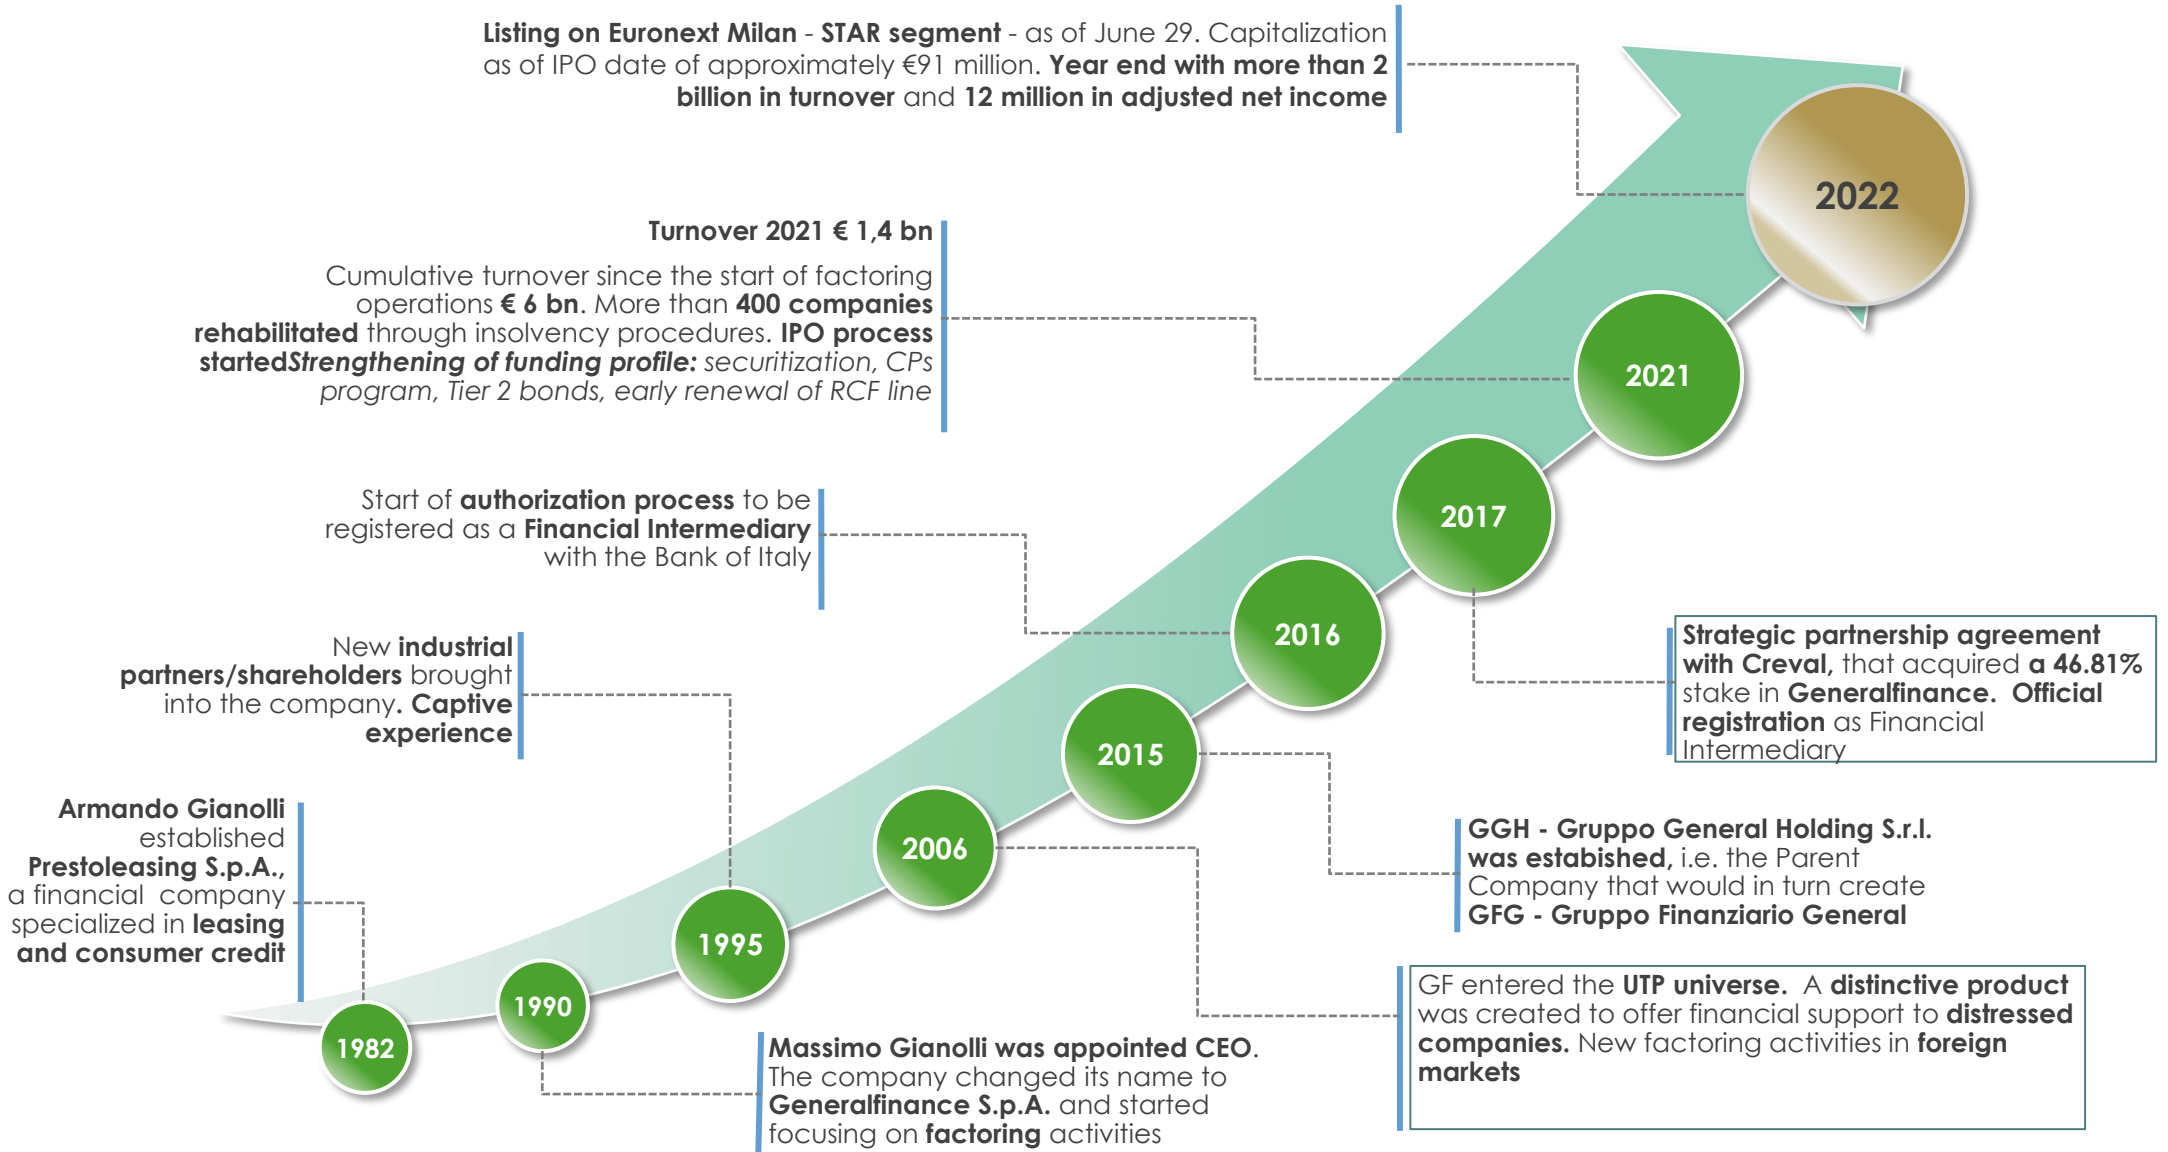 Listing on Euronext Milan - STAR segment - as of June 29. Capitalization
as of IPO date of approximately €91 million. Year end with more than 2
billion in turnover and 12 million in adjusted net income
2022
Turnover 2021 € 1,4 bn
Cumulative turnover since the start of factoring
operations € 6 bn. More than 400 companies
rehabilitated through insolvency procedures. IPO process
startedStrengthening of funding profile: securitization, CPs
program, Tier 2 bonds, early renewal of RCF line
2021
Start of authorization process to be
registered as a Financial Intermediary
with the Bank of Italy
2017
2016
Strategic partnership agreement
with Creval, that acquired a 46.81%
stake in Generalfinance.  Official
registration as Financial
Intermediary
New industrial
partners/shareholders brought
into the company. Captive
experience
2015
Armando Gianolli
established
Prestoleasing S.p.A.,
a financial  company
specialized in leasing
and consumer credit
2006
GGH - Gruppo General Holding S.r.l.
was estabished, i.e. the Parent
Company that would in turn create
GFG - Gruppo Finanziario General
1995
1990
1982
GF entered the UTP universe.  A distinctive product
was created to offer financial support to distressed
companies. New factoring activities in foreign
markets
Massimo Gianolli was appointed CEO.
The company changed its name to
Generalfinance S.p.A. and started
focusing on factoring activities